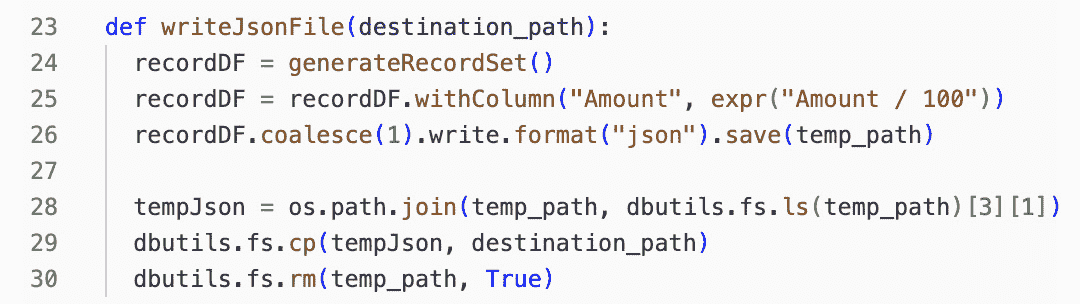 23 def writeJsonFile(destination_path):
24 recordDF = generateRecordSet()
25 recordDF = recordDF.withColumn("Amount", expr("Amount / 100"))
26 recordDF.coalesce(1).write.format("json").save(temp_path)
27
28 tempJson = os.path.join(temp_path, dbutils.fs.ls(temp_path)[3][1])
29 dbutils.fs.cp(tempJson, destination_path)
30 dbutils.fs.rm(temp_path, True)